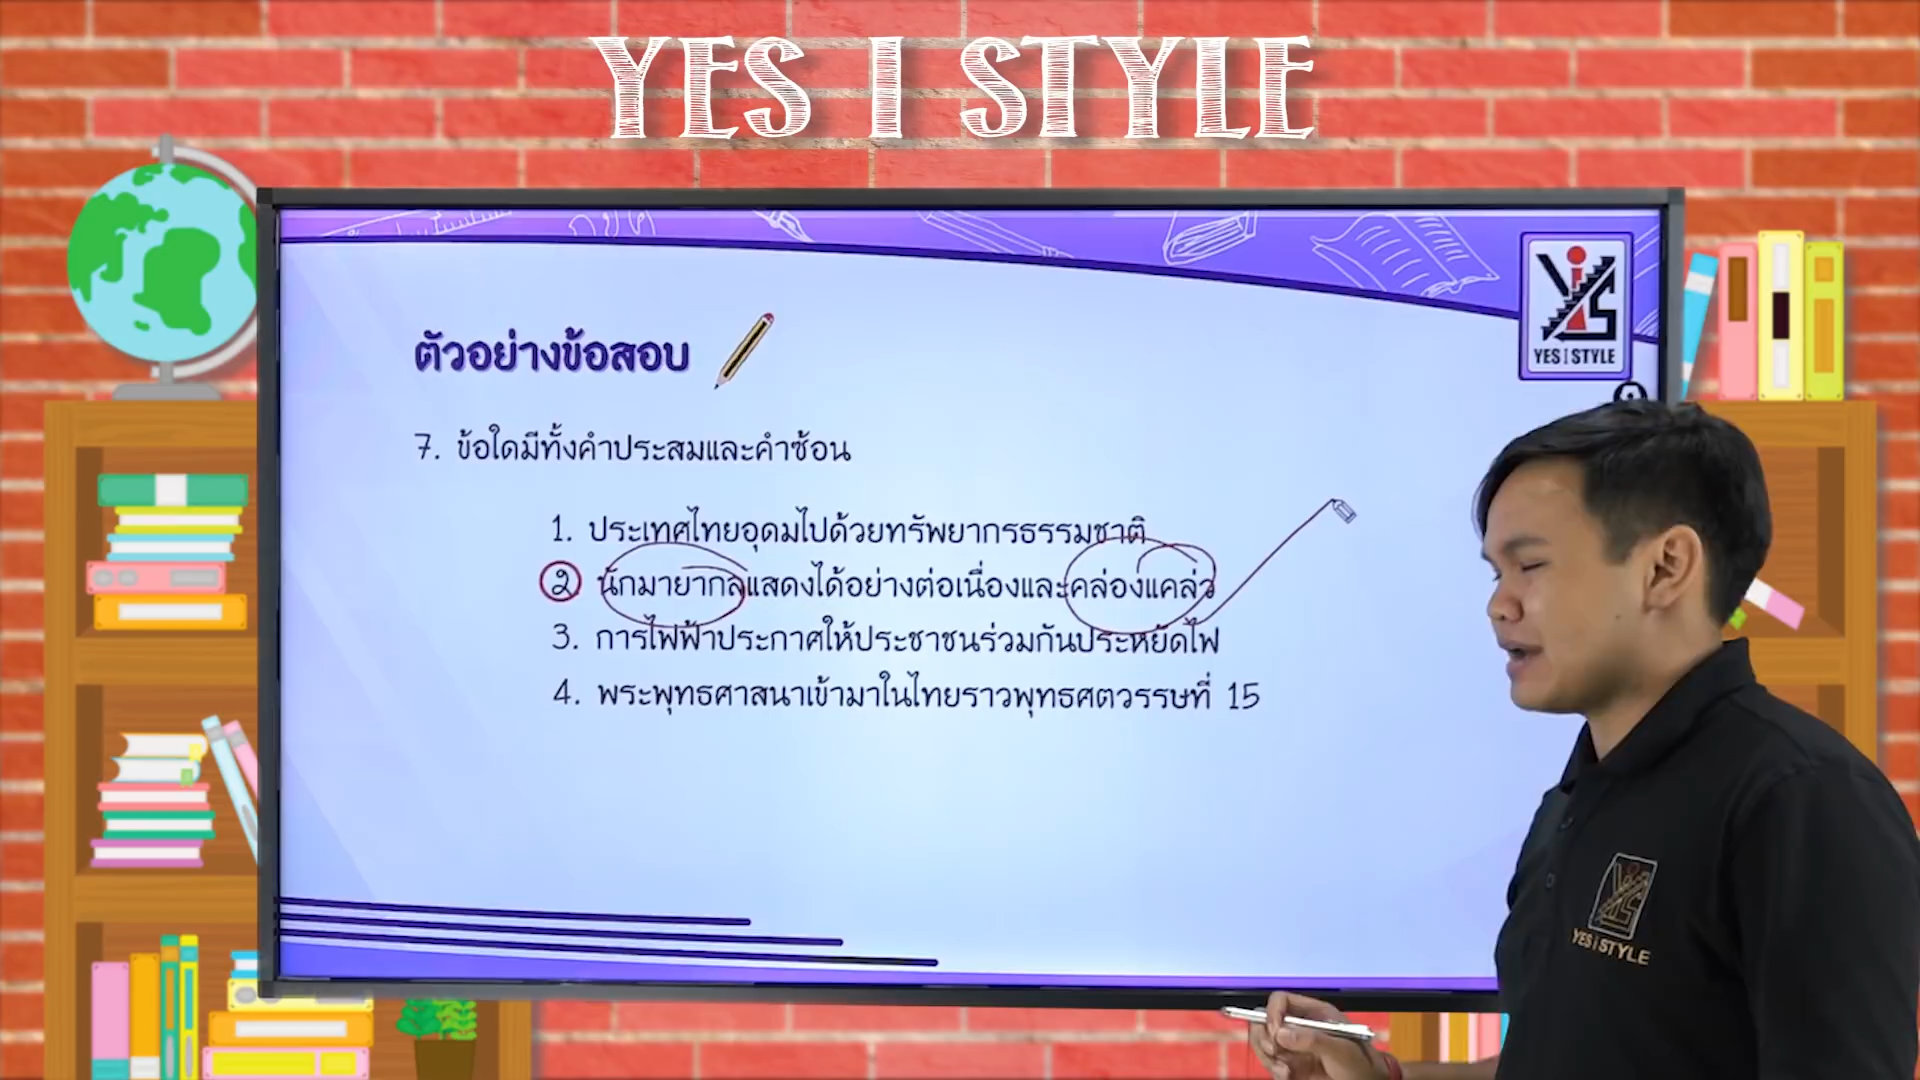 YES I STYLE
กขค
YES I STYLE
ตัวอย่างข้อสอบ
7. ข้อใดมีทั้งคำประสมและคำซ้อน
1. ประเทศไทยอุดมไปด้วยทรัพยากรธรรมชาติ
2 นักมายากลแสดงได้อย่างต่อเนื่องและคล่องแคล่ว
3. การไฟฟ้าประกาศให้ประชาชนร่วมกันประหยัดไฟ
4. พระพุทธศาสนาเข้ามาในไทยราวพุทธศตวรรษที่ 15
YES I STYLE